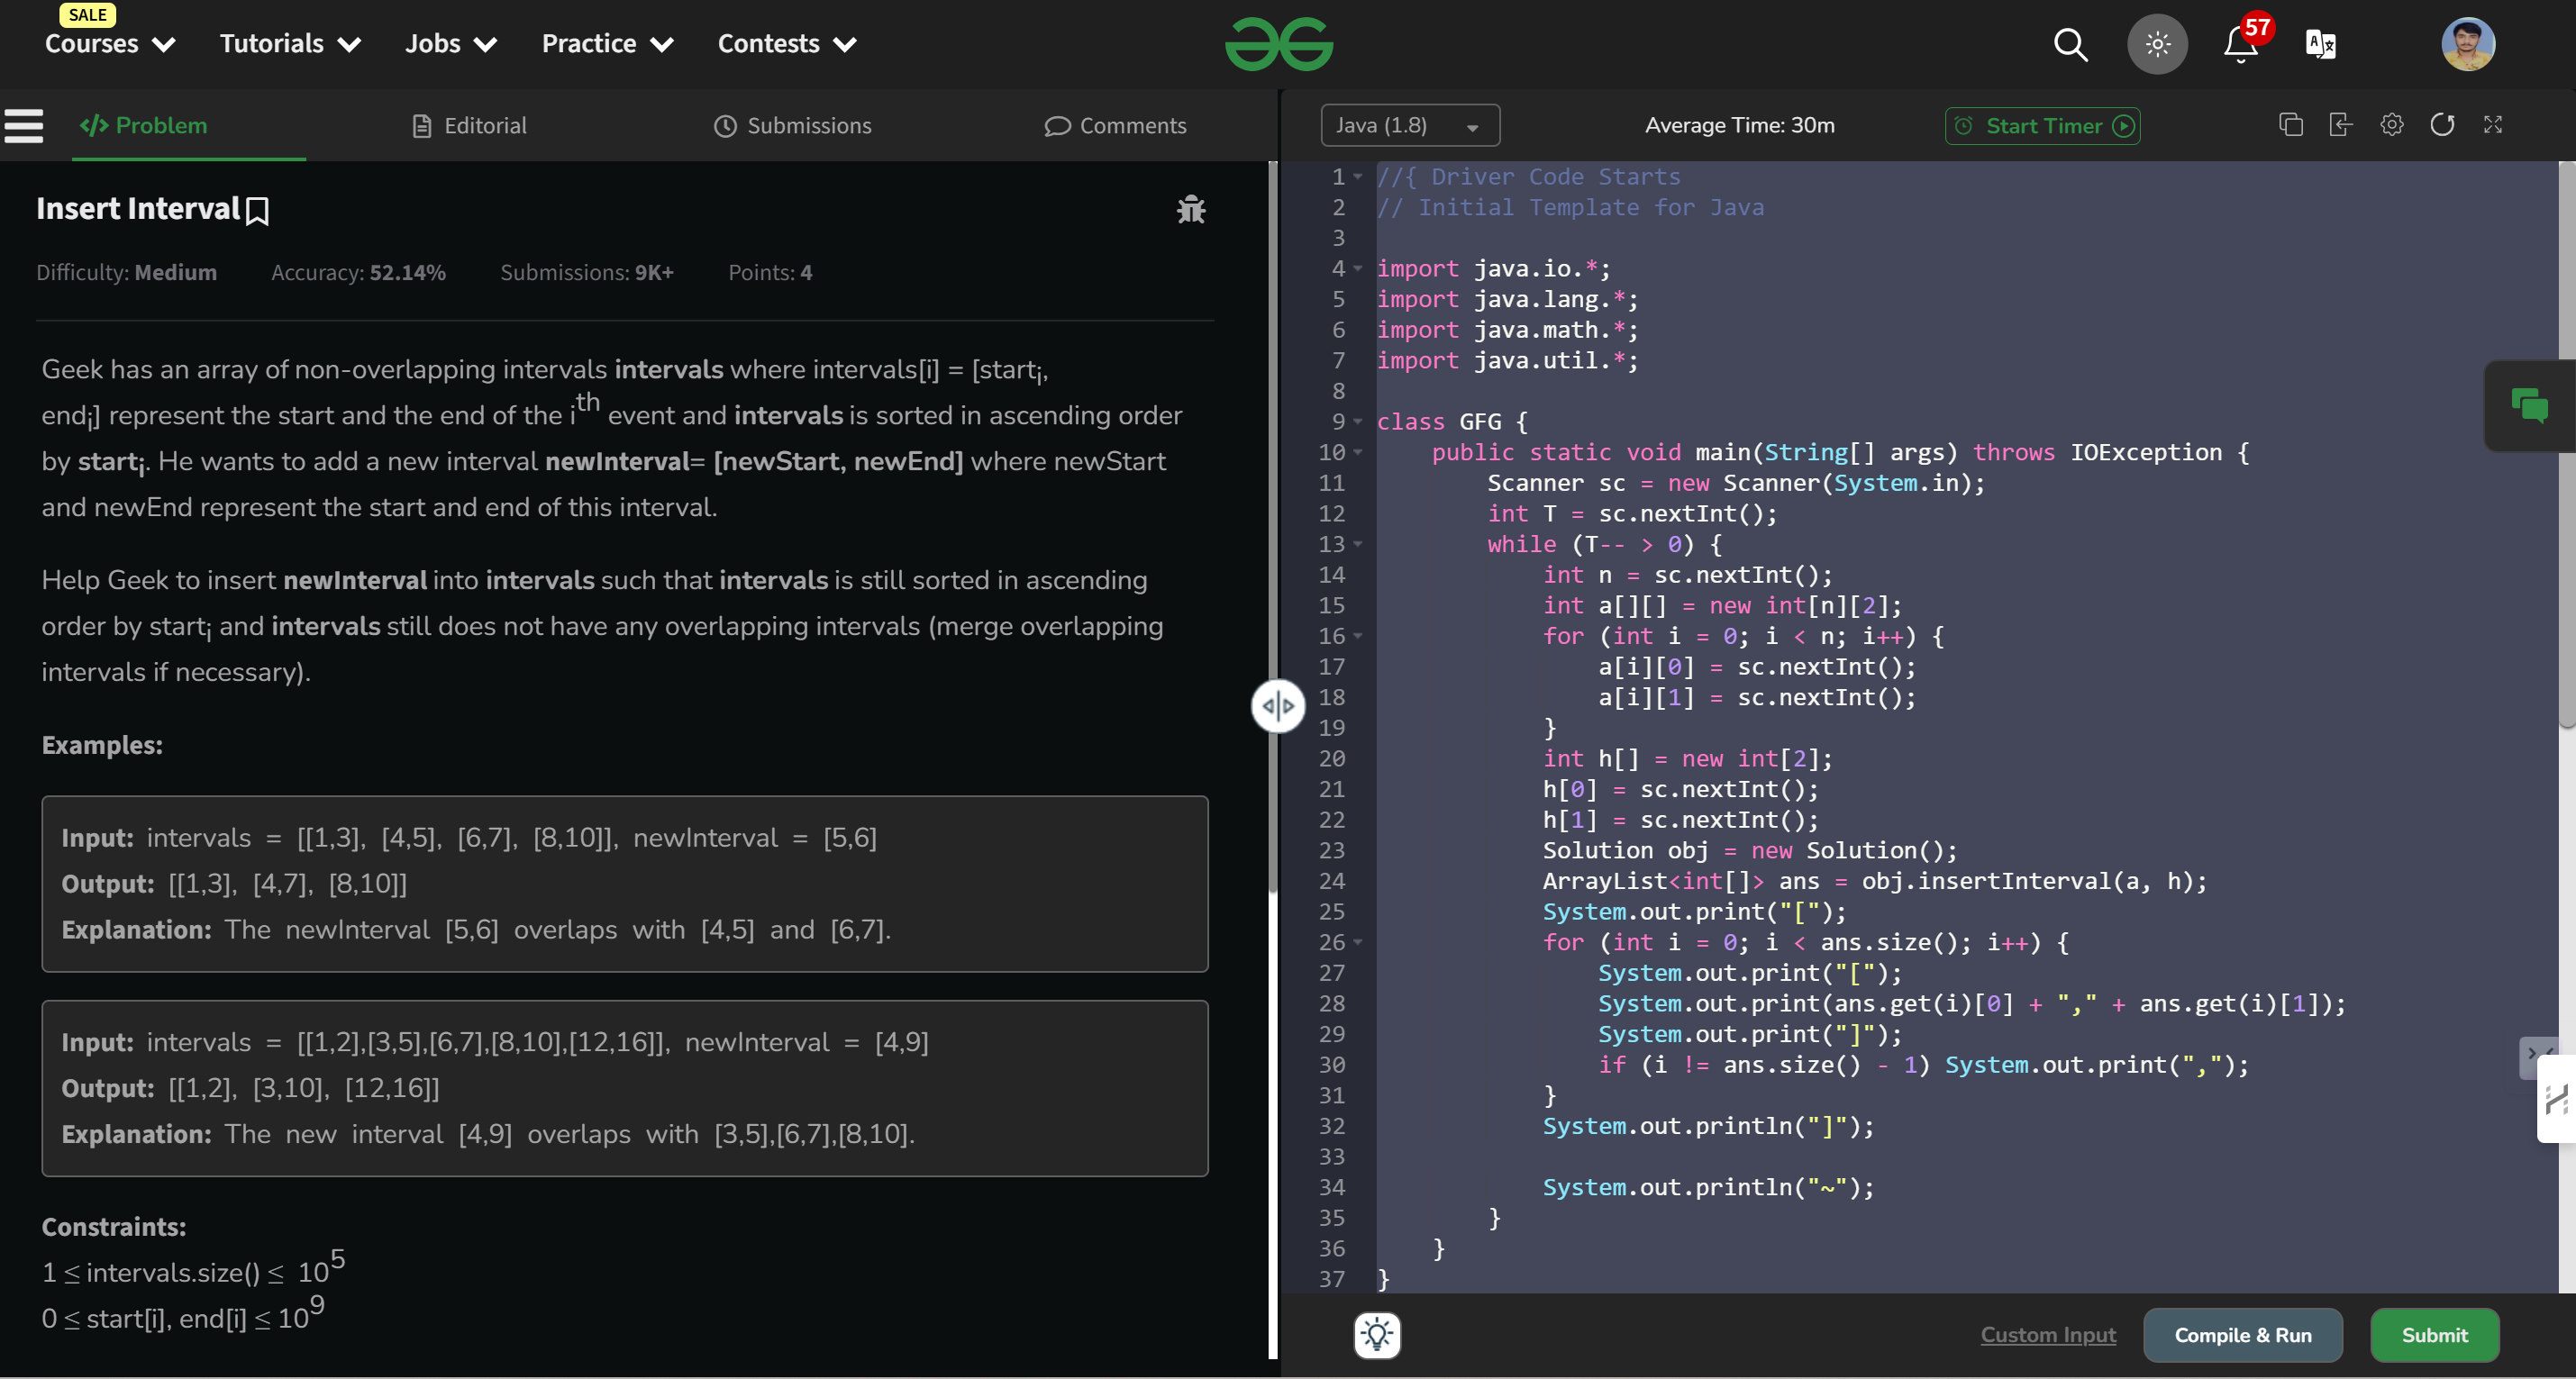 SALE
Courses Tutorials Jobs Practice Contests
57
</> Problem Editorial Submissions Comments
Insert Interval
Difficulty: Medium Accuracy: 52.14% Submissions: 9K+ Points: 4
Geek has an array of non-overlapping intervals intervals where intervals[i] = [startᵢ,
endᵢ] represent the start and the end of the iᵗʰ event and intervals is sorted in ascending order
by startᵢ. He wants to add a new interval newInterval= [newStart, newEnd] where newStart
and newEnd represent the start and end of this interval.
Help Geek to insert newInterval into intervals such that intervals is still sorted in ascending
order by startᵢ and intervals still does not have any overlapping intervals (merge overlapping
intervals if necessary).
Examples:
Input: intervals = [[1,3], [4,5], [6,7], [8,10]], newInterval = [5,6]
Output: [[1,3], [4,7], [8,10]]
Explanation: The newInterval [5,6] overlaps with [4,5] and [6,7].
Input: intervals = [[1,2],[3,5],[6,7],[8,10],[12,16]], newInterval = [4,9]
Output: [[1,2], [3,10], [12,16]]
Explanation: The new interval [4,9] overlaps with [3,5],[6,7],[8,10].
Constraints:
1 ≤ intervals.size() ≤ 10⁵
0 ≤ start[i], end[i] ≤ 10⁹
Java (1.8) Average Time: 30m Start Timer
1 //{ Driver Code Starts
2 // Initial Template for Java
3
4 import java.io.*;
5 import java.lang.*;
6 import java.math.*;
7 import java.util.*;
8
9 class GFG {
10     public static void main(String[] args) throws IOException {
11         Scanner sc = new Scanner(System.in);
12         int T = sc.nextInt();
13         while (T-- > 0) {
14             int n = sc.nextInt();
15             int a[][] = new int[n][2];
16             for (int i = 0; i < n; i++) {
17                 a[i][0] = sc.nextInt();
18                 a[i][1] = sc.nextInt();
19             }
20             int h[] = new int[2];
21             h[0] = sc.nextInt();
22             h[1] = sc.nextInt();
23             Solution obj = new Solution();
24             ArrayList<int[]> ans = obj.insertInterval(a, h);
25             System.out.print("[");
26             for (int i = 0; i < ans.size(); i++) {
27                 System.out.print("[");
28                 System.out.print(ans.get(i)[0] + "," + ans.get(i)[1]);
29                 System.out.print("]");
30                 if (i != ans.size() - 1) System.out.print(",");
31             }
32             System.out.println("]");
33
34             System.out.println("~");
35         }
36     }
37 }
Custom Input Compile & Run Submit